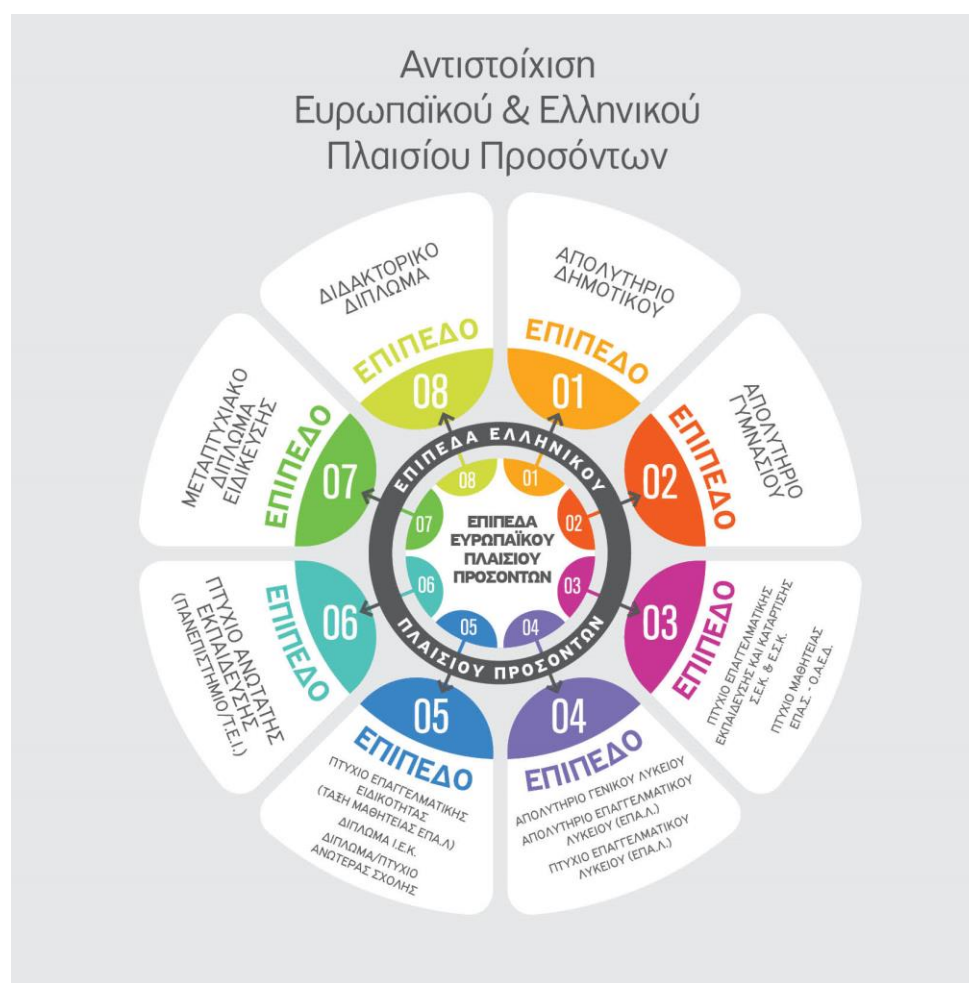 Αντιστοίχιση
Ευρωπαϊκού & Ελληνικού
Πλαισίου Προσόντων
ΑΠΟΛΥΤΗΡΙΟ
ΔΗΜΟΤΙΚΟΥ
ΕΠΙΠΕΔΟ
01
ΑΠΟΛΥΤΗΡΙΟ
ΓΥΜΝΑΣΙΟΥ
ΕΠΙΠΕΔΟ
02
ΕΠΙΠΕΔΟ
03
ΠΤΥΧΙΟ ΕΠΑΓΓΕΛΜΑΤΙΚΗΣ
ΕΚΠΑΙΔΕΥΣΗΣ ΚΑΙ ΚΑΤΑΡΤΙΣΗΣ
Σ.Ε.Κ. & Ε.Σ.Κ.
ΠΤΥΧΙΟ ΜΑΘΗΤΕΙΑΣ
ΕΠΑ.Σ. - Ο.Α.Ε.Δ.
04
ΕΠΙΠΕΔΟ
ΑΠΟΛΥΤΗΡΙΟ ΓΕΝΙΚΟΥ ΛΥΚΕΙΟΥ
ΑΠΟΛΥΤΗΡΙΟ ΕΠΑΓΓΕΛΜΑΤΙΚΟΥ
ΛΥΚΕΙΟΥ (ΕΠΑ.Λ.)
ΠΤΥΧΙΟ ΕΠΑΓΓΕΛΜΑΤΙΚΟΥ
ΛΥΚΕΙΟΥ (ΕΠΑ.Λ.)
05
ΕΠΙΠΕΔΟ
ΠΤΥΧΙΟ ΕΠΑΓΓΕΛΜΑΤΙΚΗΣ
ΕΙΔΙΚΟΤΗΤΑΣ
(ΤΑΞΗ ΜΑΘΗΤΕΙΑΣ ΕΠΑ.Λ)
ΔΙΠΛΩΜΑ Ι.Ε.Κ.
ΔΙΠΛΩΜΑ/ΠΤΥΧΙΟ
ΑΝΩΤΕΡΑΣ ΣΧΟΛΗΣ
06
ΕΠΙΠΕΔΟ
ΠΤΥΧΙΟ ΑΝΩΤΑΤΗΣ
ΕΚΠΑΙΔΕΥΣΗΣ
(ΠΑΝΕΠΙΣΤΗΜΙΟ/Τ.Ε.Ι.)
ΜΕΤΑΠΤΥΧΙΑΚΟ
ΔΙΠΛΩΜΑ
ΕΙΔΙΚΕΥΣΗΣ
ΕΠΙΠΕΔΟ
07
ΔΙΔΑΚΤΟΡΙΚΟ
ΔΙΠΛΩΜΑ
ΕΠΙΠΕΔΟ
08
ΕΠΙΠΕΔΑ ΕΛΛΗΝΙΚΟΥ
ΠΛΑΙΣΙΟΥ ΠΡΟΣΟΝΤΩΝ
01
02
03
04
05
06
07
08
ΕΠΙΠΕΔΑ
ΕΥΡΩΠΑΪΚΟΥ
ΠΛΑΙΣΙΟΥ
ΠΡΟΣΟΝΤΩΝ